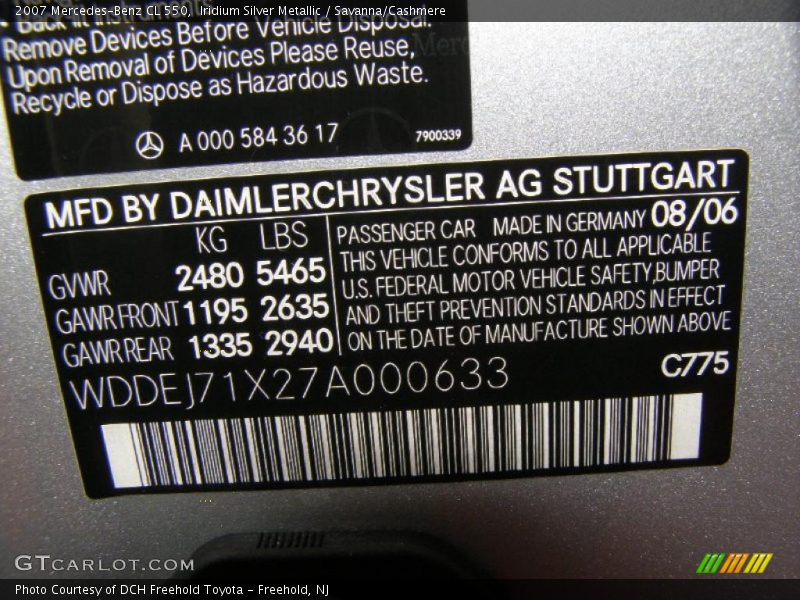 2007 Mercedes-Benz CL 550, Iridium Silver Metallic / Savanna/Cashmere
Remove Devices Before Vehicle Disposal.
Upon Removal of Devices Please Reuse,
Recycle or Dispose as Hazardous Waste.
A 000 584 36 17 7900339
MFD BY DAIMLERCHRYSLER AG STUTTGART
KG LBS
GVWR 2480 5465
GAWR FRONT 1195 2635
GAWR REAR 1335 2940
PASSENGER CAR MADE IN GERMANY 08/06
THIS VEHICLE CONFORMS TO ALL APPLICABLE
U.S. FEDERAL MOTOR VEHICLE SAFETY,BUMPER
AND THEFT PREVENTION STANDARDS IN EFFECT
ON THE DATE OF MANUFACTURE SHOWN ABOVE
WDDEJ71X27A000633 C775
GTCARLOT.COM
Photo Courtesy of DCH Freehold Toyota - Freehold, NJ